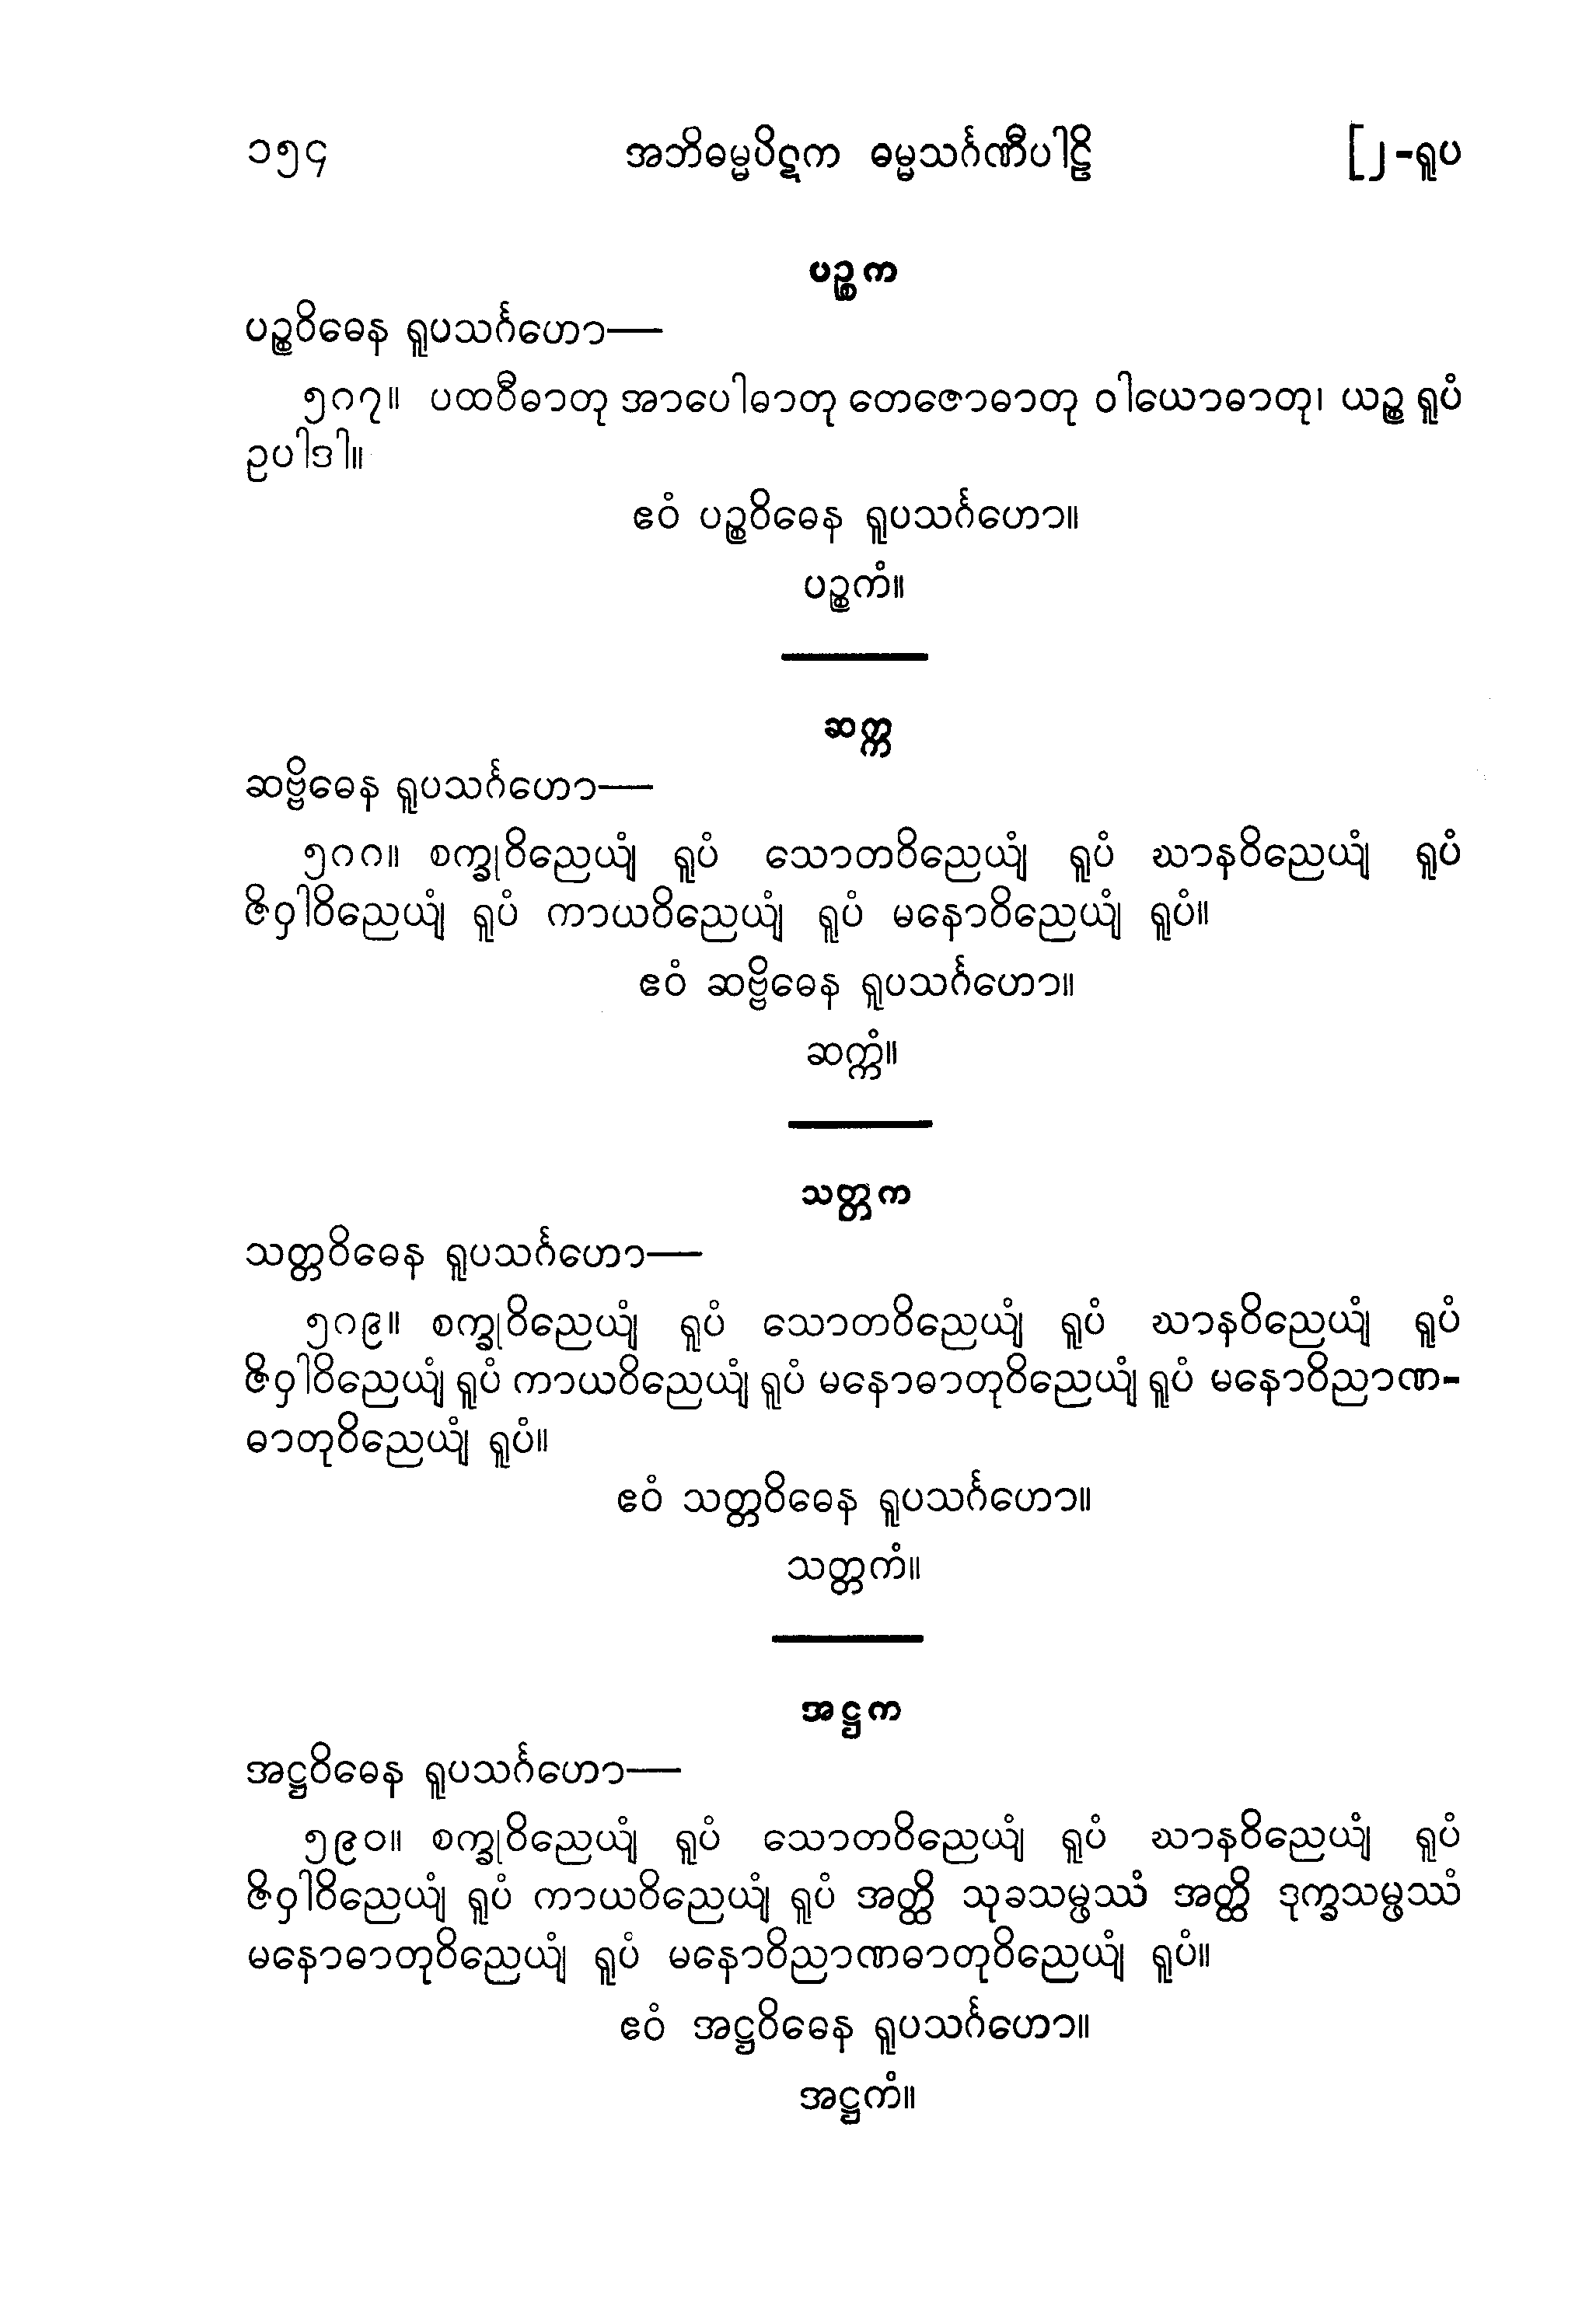 ၁၅၄ အဘိဓမ္မပိဋက ဓမ္မသင်္ဂဏီပါဠိ [၂-ရူပ
ပဉ္စက
ပဉ္စဝိဓေန ရူပသင်္ဂဟော—
၅၈၇။ ပထဝီဓာတု အာပေါဓာတု တေဇောဓာတု ဝါယောဓာတု၊ ယဉ္စ ရူပံ
ဥပါဒါ။
ဧဝံ ပဉ္စဝိဓေန ရူပသင်္ဂဟော။
ပဉ္စကံ။
ဆက္က
ဆဗ္ဗိဓေန ရူပသင်္ဂဟော—
၅၈၈။ စက္ခုဝိညေယျံ ရူပံ သောတဝိညေယျံ ရူပံ ဃာနဝိညေယျံ ရူပံ
ဇိဝှါဝိညေယျံ ရူပံ ကာယဝိညေယျံ ရူပံ မနောဝိညေယျံ ရူပံ။
ဧဝံ ဆဗ္ဗိဓေန ရူပသင်္ဂဟော။
ဆက္ကံ။
သတ္တက
သတ္တဝိဓေန ရူပသင်္ဂဟော—
၅၈၉။ စက္ခုဝိညေယျံ ရူပံ သောတဝိညေယျံ ရူပံ ဃာနဝိညေယျံ ရူပံ
ဇိဝှါဝိညေယျံ ရူပံ ကာယဝိညေယျံ ရူပံ မနောဓာတုဝိညေယျံ ရူပံ မနောဝိညာဏ-
ဓာတုဝိညေယျံ ရူပံ။
ဧဝံ သတ္တဝိဓေန ရူပသင်္ဂဟော။
သတ္တကံ။
အဋ္ဌက
အဋ္ဌဝိဓေန ရူပသင်္ဂဟော—
၅၉၀။ စက္ခုဝိညေယျံ ရူပံ သောတဝိညေယျံ ရူပံ ဃာနဝိညေယျံ ရူပံ
ဇိဝှါဝိညေယျံ ရူပံ ကာယဝိညေယျံ ရူပံ အတ္ထိ သုခသမ္ဖဿံ အတ္ထိ ဒုက္ခသမ္ဖဿံ
မနောဓာတုဝိညေယျံ ရူပံ မနောဝိညာဏဓာတုဝိညေယျံ ရူပံ။
ဧဝံ အဋ္ဌဝိဓေန ရူပသင်္ဂဟော။
အဋ္ဌကံ။